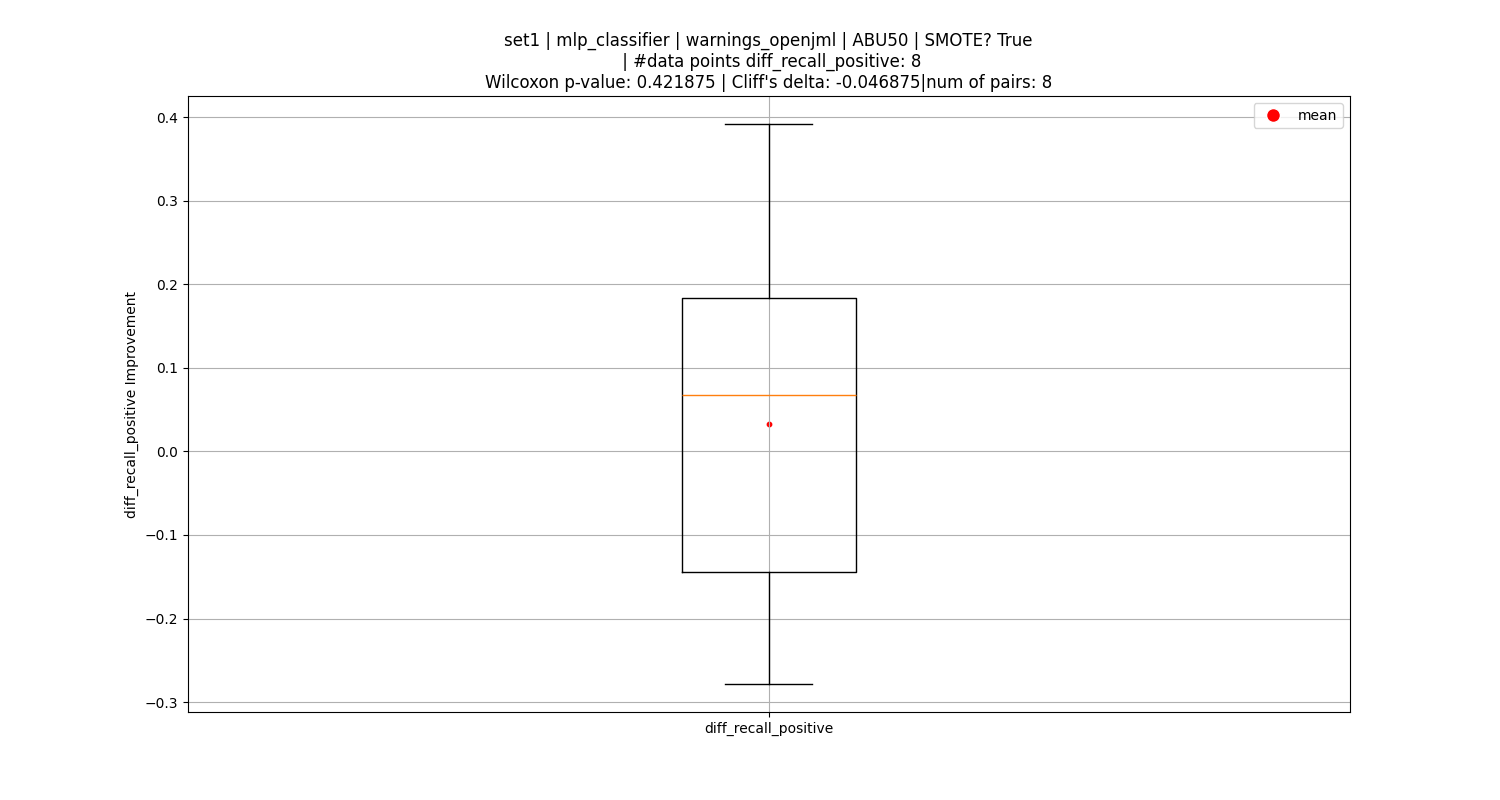 set1 | mlp_classifier | warnings_openjml | ABU50 | SMOTE? True
| #data points diff_recall_positive: 8
Wilcoxon p-value: 0.421875 | Cliff's delta: -0.046875|num of pairs: 8
mean
0.4
0.3
0.2
0.1
0.0
−0.1
−0.2
−0.3
diff_recall_positive Improvement
diff_recall_positive